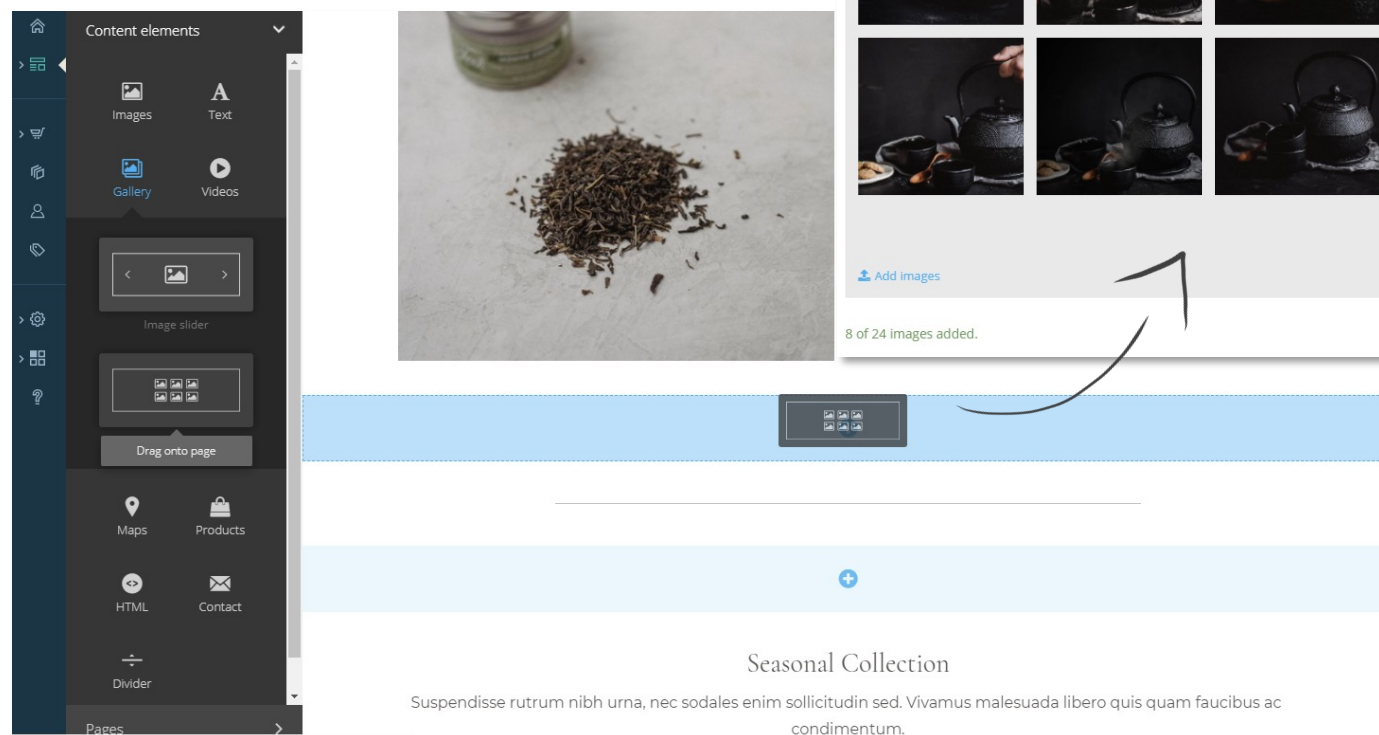 Content elements
Images
Text
Gallery
Videos
Image slider
Drag onto page
Maps
Products
HTML
Contact
Divider
Pages
Add images
8 of 24 images added.
Seasonal Collection
Suspendisse rutrum nibh urna, nec sodales enim sollicitudin sed. Vivamus malesuada libero quis quam faucibus ac
condimentum.